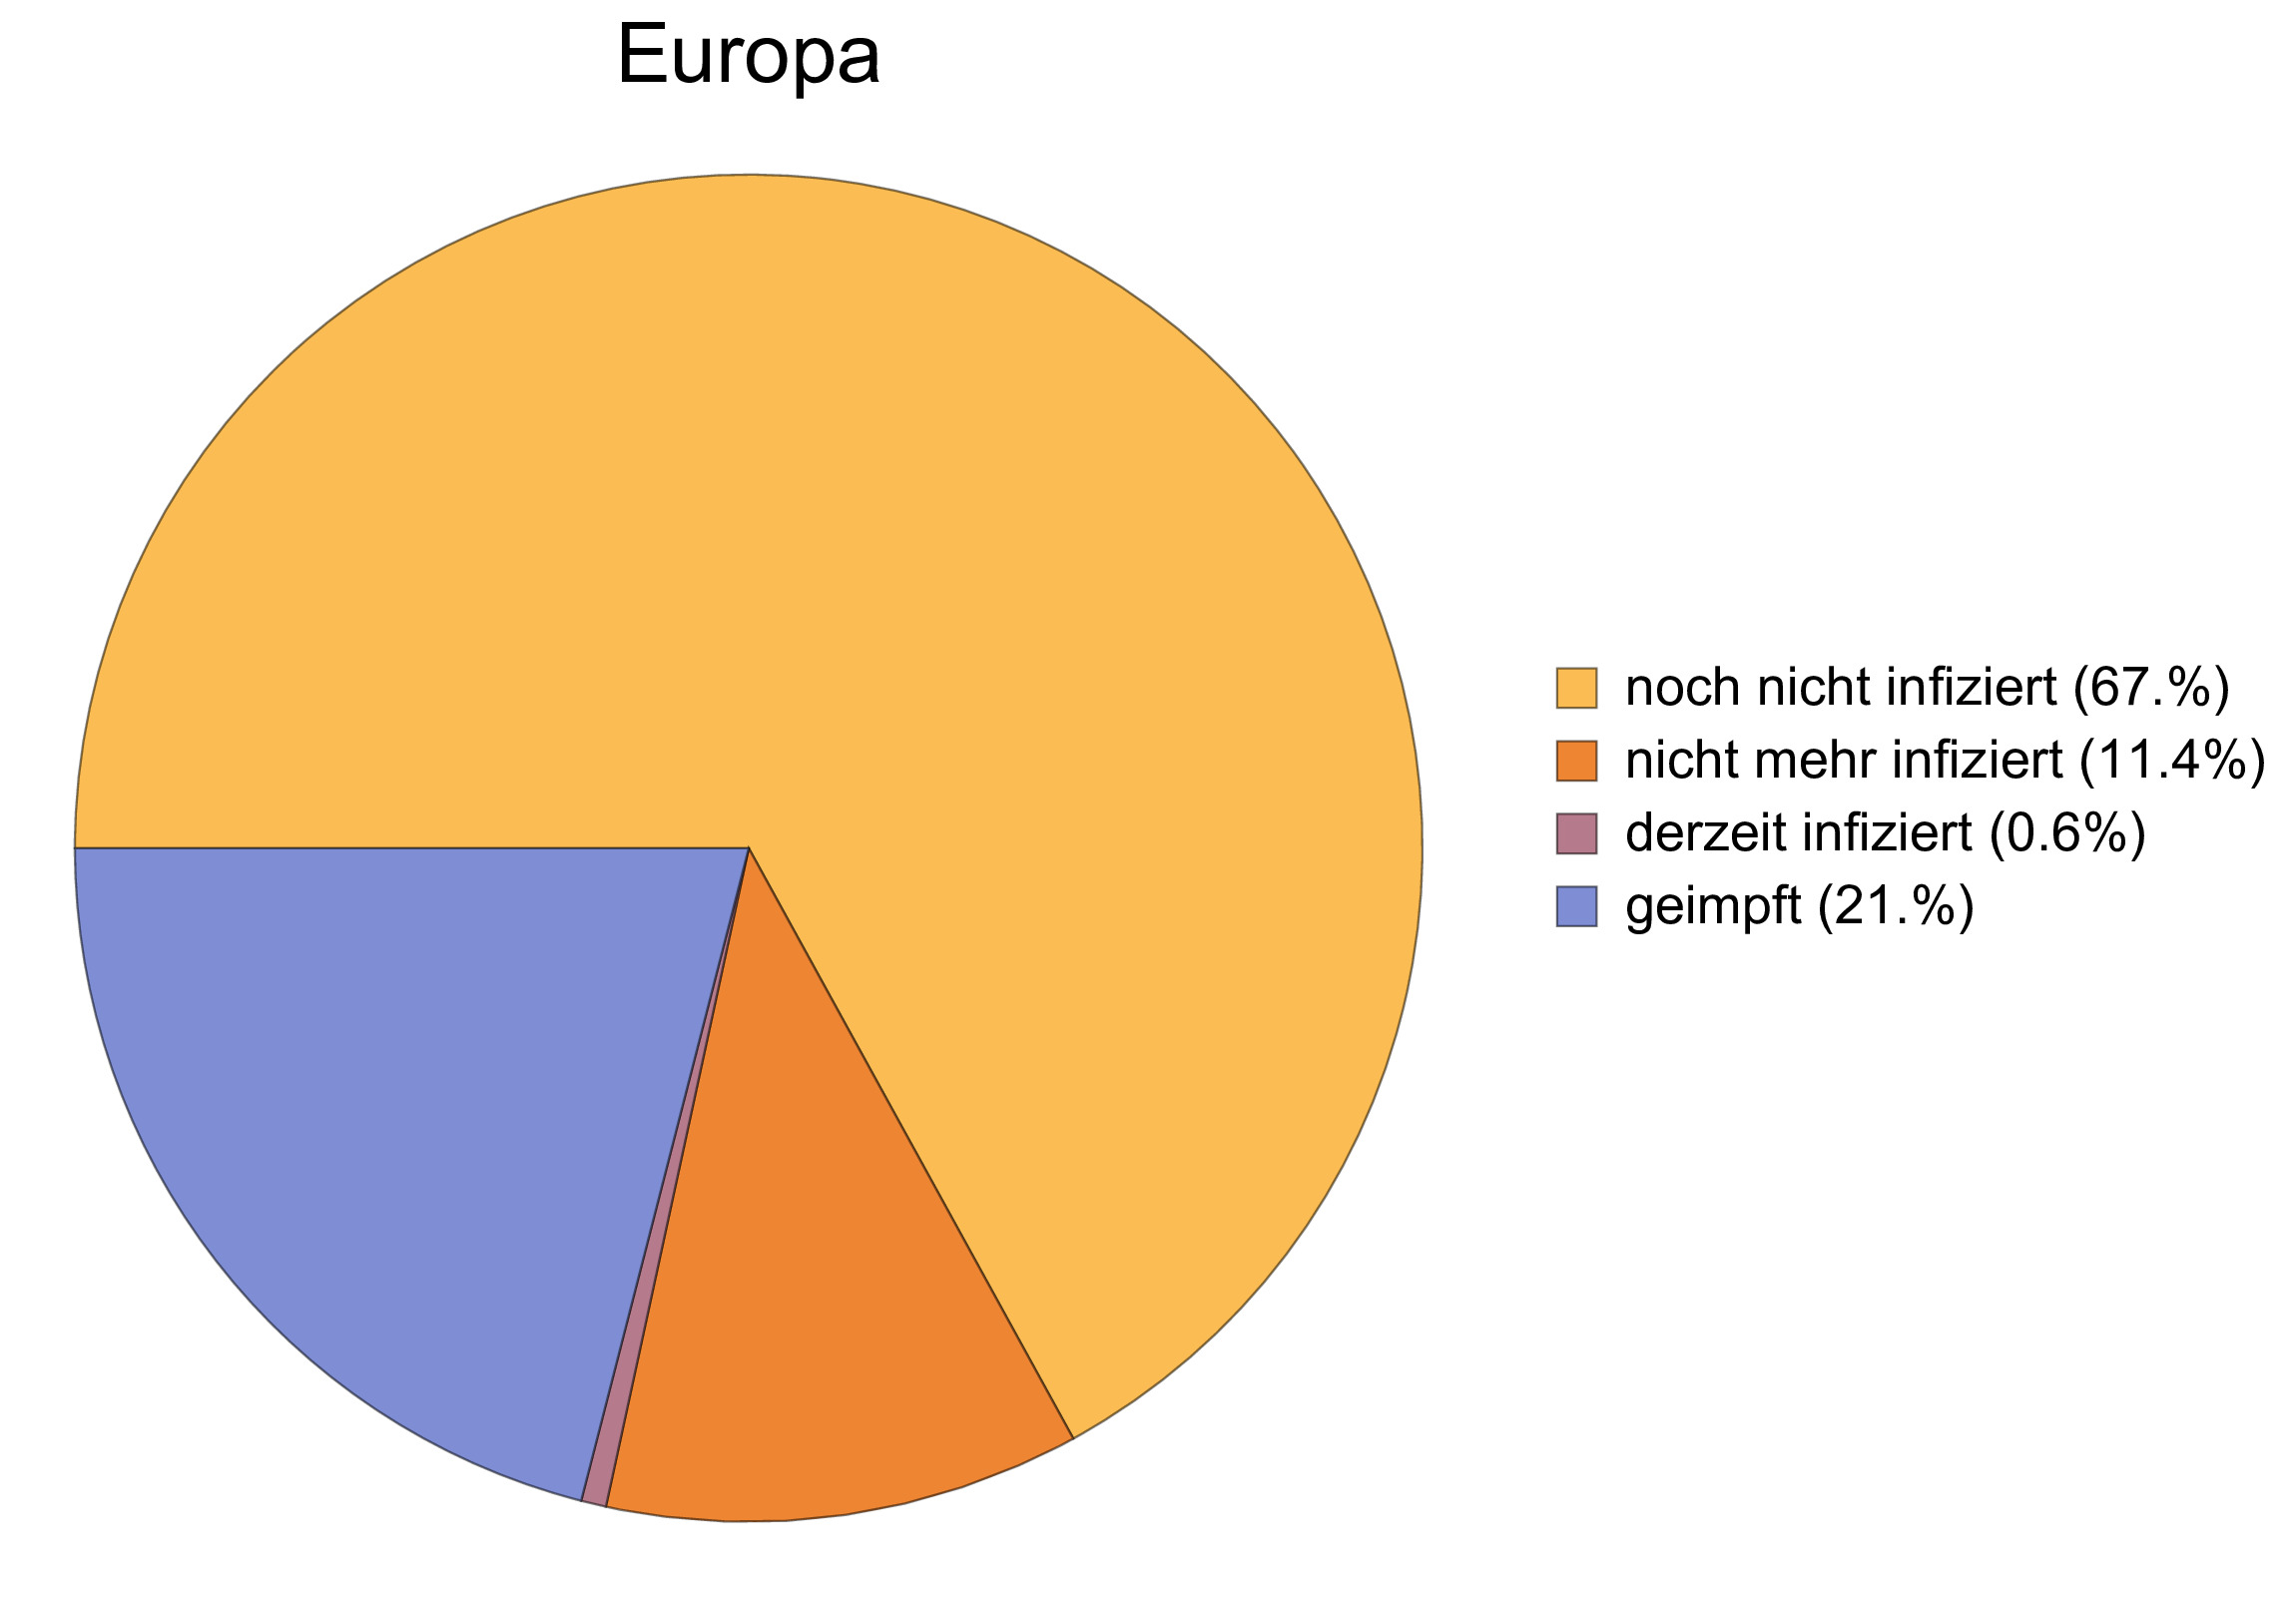 Europa
noch nicht infiziert (67.%)
nicht mehr infiziert (11.4%)
derzeit infiziert (0.6%)
geimpft (21.%)